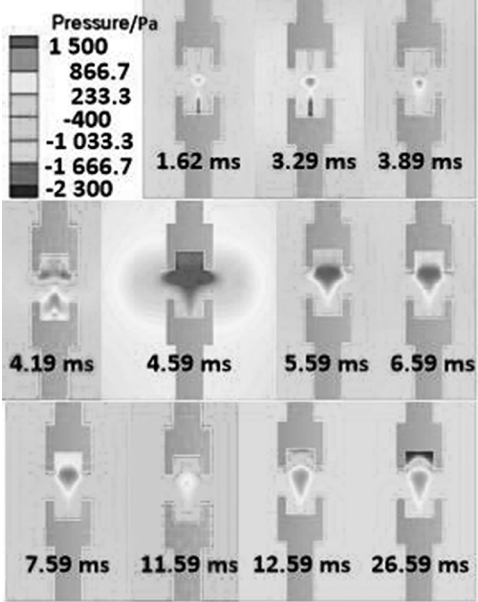 Pressure/Pa
1 500
866.7
233.3
-400
-1 033.3
-1 666.7
-2 300
1.62 ms
3.29 ms
3.89 ms
4.19 ms
4.59 ms
5.59 ms
6.59 ms
7.59 ms
11.59 ms
12.59 ms
26.59 ms